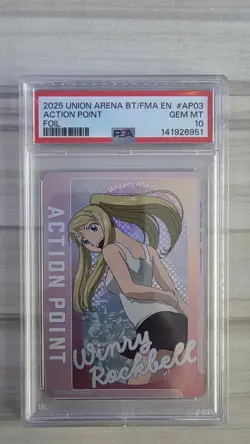 2025 UNION ARENA BT/FMA EN #AP03
ACTION POINT GEM MT
FOIL 10
PSA 141926951
ACTION POINT
Winry
Rockbell